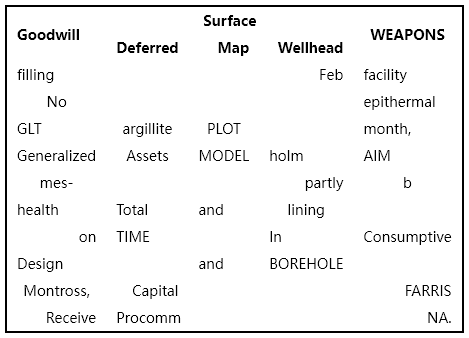 Surface
Goodwill WEAPONS
Deferred Map Wellhead
filling Feb facility
No epithermal
GLT argillite PLOT month,
Generalized Assets MODEL holm AIM
mes- partly b
health Total and lining
on TIME In Consumptive
Design and BOREHOLE
Montross, Capital FARRIS
Receive Procomm NA.